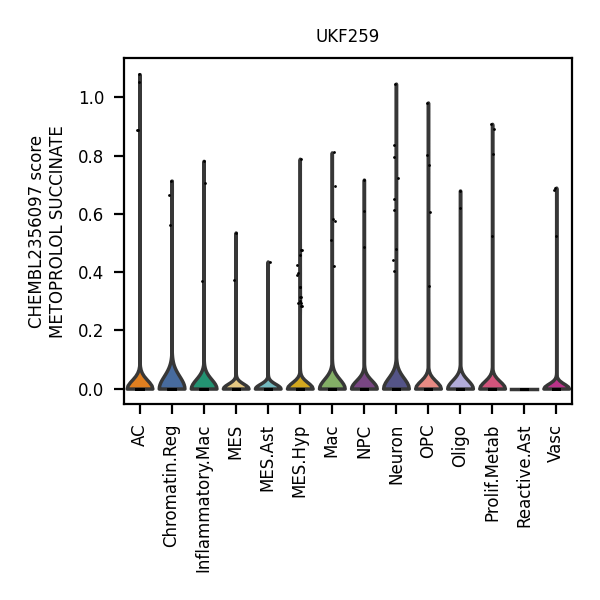 UKF259
CHEMBL2356097 score
METOPROLOL SUCCINATE
1.0
0.8
0.6
0.4
0.2
0.0
AC
Chromatin.Reg
Inflammatory.Mac
MES
MES.Ast
MES.Hyp
Mac
NPC
Neuron
OPC
Oligo
Prolif.Metab
Reactive.Ast
Vasc